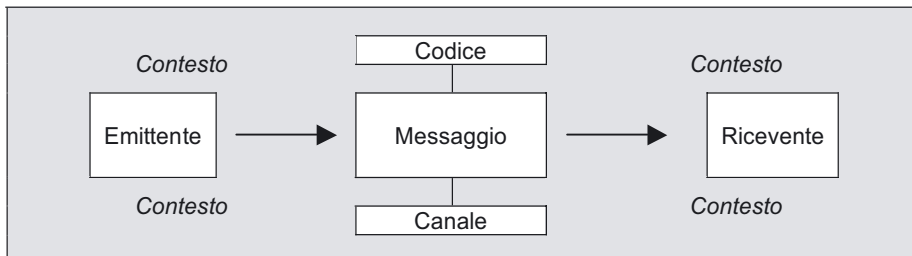 Codice
Contesto Contesto
Emittente Messaggio Ricevente
Contesto Contesto
Canale